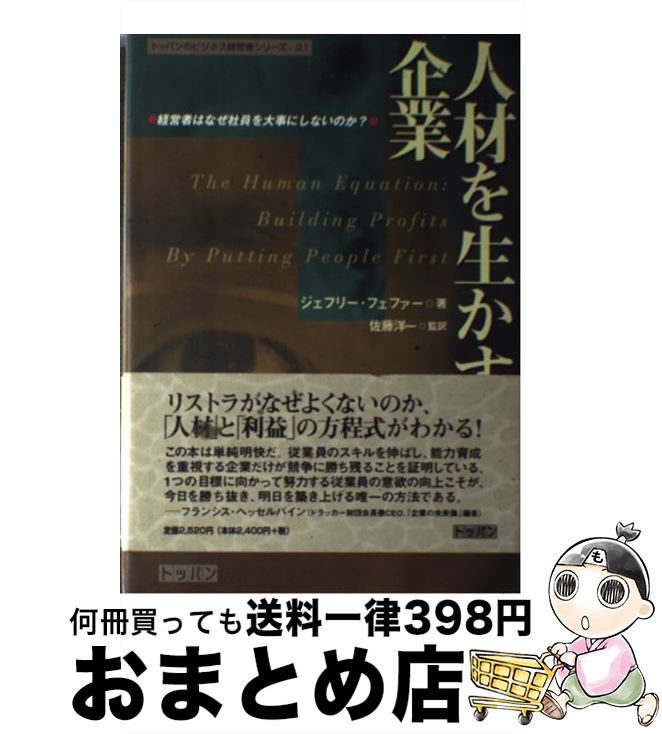 トッパンのビジネス経営書シリーズ 21
人材を生かす
企業
●経営者はなぜ社員を大事にしないのか?●
The Human Equation:
Building Profits
By Putting People First
ジェフリー・フェファー○著
佐藤洋一○監訳
リストラがなぜよくないのか、
「人材」と「利益」の方程式がわかる!
この本は単純明快だ。従業員のスキルを伸ばし、能力育成
を重視する企業だけが競争に勝ち残ることを証明している。
1つの目標に向かって努力する従業員の意欲の向上こそが、
今日を勝ち抜き、明日を築き上げる唯一の方法である。
──フランシス・ヘッセルバイン(ドラッカー財団会長兼CEO、『企業の未来像』編者)
定価2,520円(本体2,400円+税)
トッパン
トッパン
も
何冊買っても送料一律398円
おまとめ店